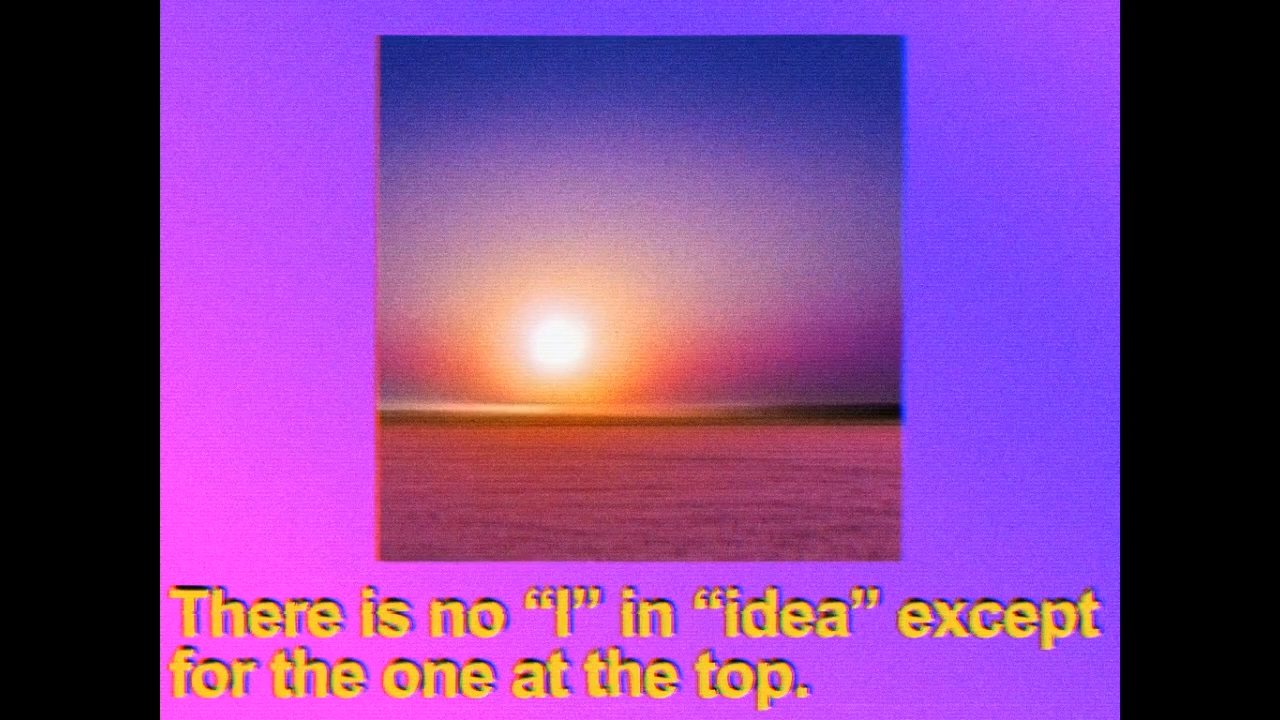 There is no “I” in “idea” except
for the one at the top.